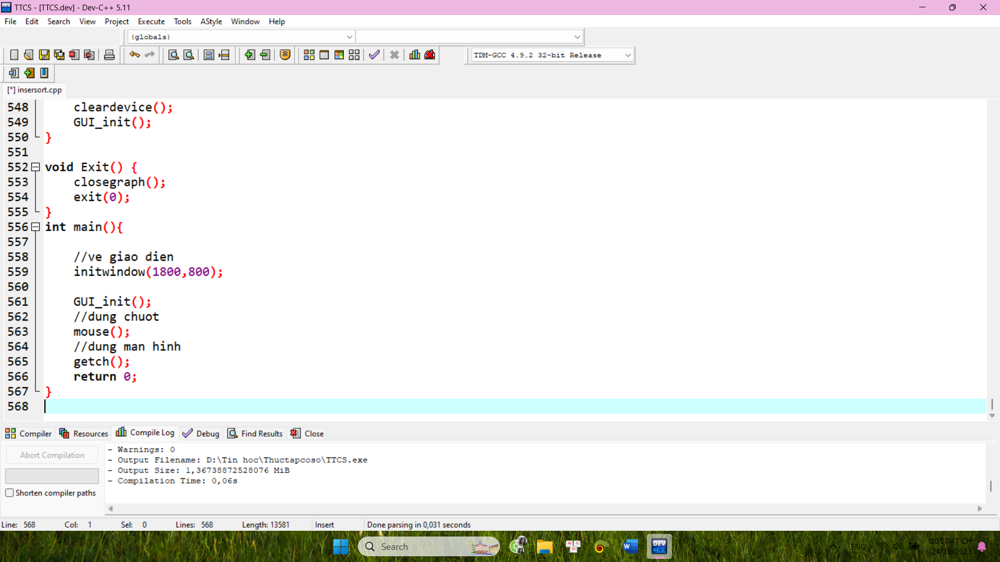 TTCS - [TTCS.dev] - Dev-C++ 5.11
File Edit Search View Project Execute Tools AStyle Window Help
(globals)
TDM-GCC 4.9.2 32-bit Release
[*] insersort.cpp
548 cleardevice();
549 GUI_init();
550 }
551
552 void Exit() {
553 closegraph();
554 exit(0);
555 }
556 int main(){
557
558 //ve giao dien
559 initwindow(1800,800);
560
561 GUI_init();
562 //dung chuot
563 mouse();
564 //dung man hinh
565 getch();
566 return 0;
567 }
568
Compiler Resources Compile Log Debug Find Results Close
Abort Compilation
Shorten compiler paths
- Warnings: 0
- Output Filename: D:\Tin hoc\Thuctapcoso\TTCS.exe
- Output Size: 1,36738872528076 MiB
- Compilation Time: 0,06s
Line: 568 Col: 1 Sel: 0 Lines: 568 Length: 13581 Insert Done parsing in 0,031 seconds
Search
DEV C++
W
ENG
10:27:47 CH
24/12/2023